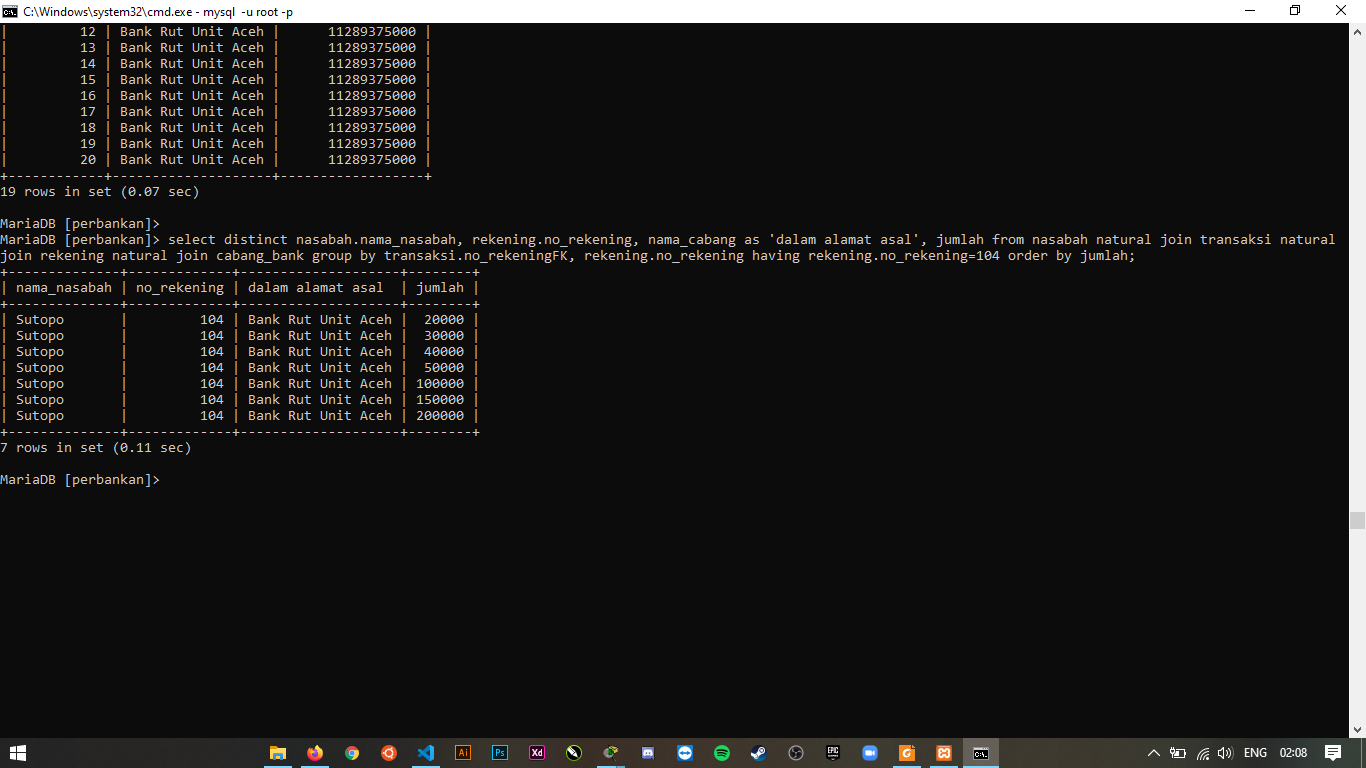 C:\Windows\system32\cmd.exe - mysql  -u root -p
|         12 | Bank Rut Unit Aceh |      11289375000 |
|         13 | Bank Rut Unit Aceh |      11289375000 |
|         14 | Bank Rut Unit Aceh |      11289375000 |
|         15 | Bank Rut Unit Aceh |      11289375000 |
|         16 | Bank Rut Unit Aceh |      11289375000 |
|         17 | Bank Rut Unit Aceh |      11289375000 |
|         18 | Bank Rut Unit Aceh |      11289375000 |
|         19 | Bank Rut Unit Aceh |      11289375000 |
|         20 | Bank Rut Unit Aceh |      11289375000 |
+------------+--------------------+------------------+
19 rows in set (0.07 sec)
MariaDB [perbankan]>
MariaDB [perbankan]> select distinct nasabah.nama_nasabah, rekening.no_rekening, nama_cabang as 'dalam alamat asal', jumlah from nasabah natural join transaksi natural
join rekening natural join cabang_bank group by transaksi.no_rekeningFK, rekening.no_rekening having rekening.no_rekening=104 order by jumlah;
+--------------+-------------+--------------------+--------+
| nama_nasabah | no_rekening | dalam alamat asal  | jumlah |
+--------------+-------------+--------------------+--------+
| Sutopo       |         104 | Bank Rut Unit Aceh |  20000 |
| Sutopo       |         104 | Bank Rut Unit Aceh |  30000 |
| Sutopo       |         104 | Bank Rut Unit Aceh |  40000 |
| Sutopo       |         104 | Bank Rut Unit Aceh |  50000 |
| Sutopo       |         104 | Bank Rut Unit Aceh | 100000 |
| Sutopo       |         104 | Bank Rut Unit Aceh | 150000 |
| Sutopo       |         104 | Bank Rut Unit Aceh | 200000 |
+--------------+-------------+--------------------+--------+
7 rows in set (0.11 sec)
MariaDB [perbankan]>
Ai Ps Xd EPIC G ENG 02:08